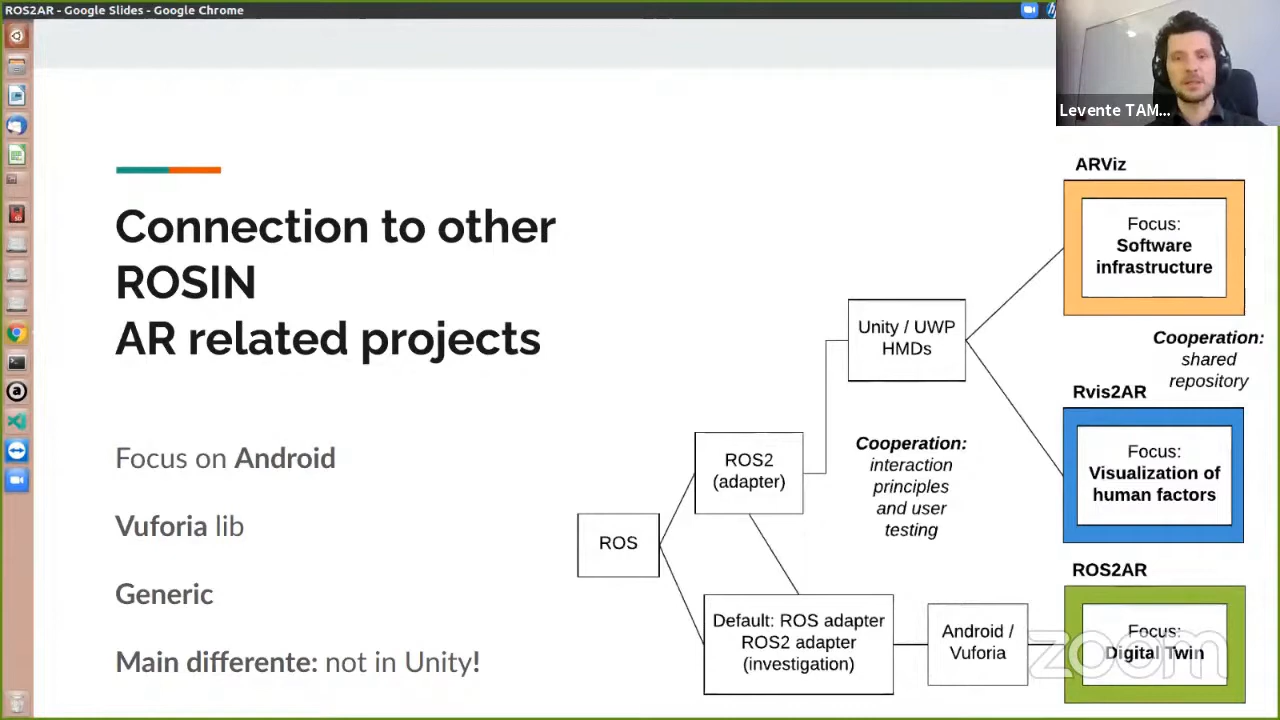 ROS2AR - Google Slides - Google Chrome
Levente TAM...
Connection to other
ROSIN
AR related projects
Focus on Android
Vuforia lib
Generic
Main differente: not in Unity!
ROS
ROS2
(adapter)
Default: ROS adapter
ROS2 adapter
(investigation)
Unity / UWP
HMDs
Cooperation:
interaction
principles
and user
testing
Android /
Vuforia
ARViz
Focus:
Software
infrastructure
Cooperation:
shared
repository
Rvis2AR
Focus:
Visualization of
human factors
ROS2AR
Focus:
Digital Twin
zoom